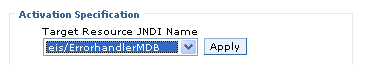 Activation Specification
Target Resource JNDI Name
eis/ErrorhandlerMDB Apply